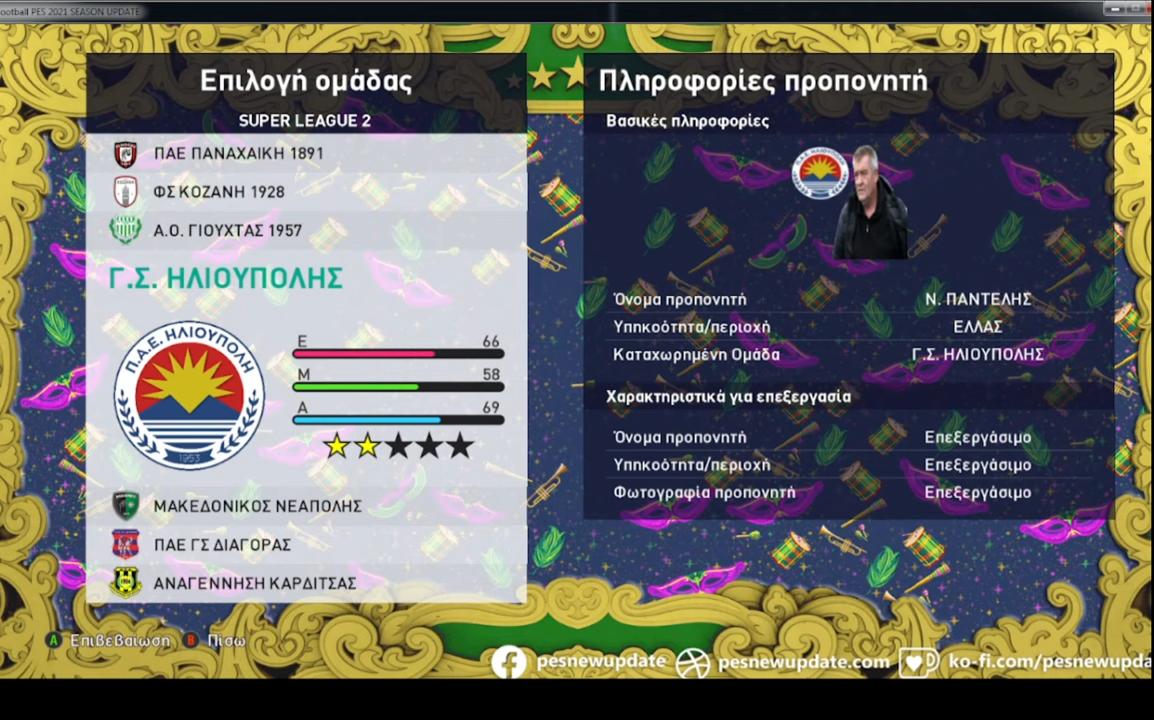 ootball PES 2021 SEASON UPDATE
Επιλογή ομάδας
SUPER LEAGUE 2
ΠΑΕ ΠΑΝΑΧΑΙΚΗ 1891
ΦΣ ΚΟΖΑΝΗ 1928
Α.Ο. ΓΙΟΥΧΤΑΣ 1957
Γ.Σ. ΗΛΙΟΥΠΟΛΗΣ
Π.Α.Ε. ΗΛΙΟΥΠΟΛΗ
1953
Ε 66
Μ 58
Α 69
ΜΑΚΕΔΟΝΙΚΟΣ ΝΕΑΠΟΛΗΣ
ΠΑΕ ΓΣ ΔΙΑΓΟΡΑΣ
ΑΝΑΓΕΝΝΗΣΗ ΚΑΡΔΙΤΣΑΣ
Πληροφορίες προπονητή
Βασικές πληροφορίες
Όνομα προπονητή Ν. ΠΑΝΤΕΛΗΣ
Υπηκοότητα/περιοχή ΕΛΛΑΣ
Καταχωρημένη Ομάδα Γ.Σ. ΗΛΙΟΥΠΟΛΗΣ
Χαρακτηριστικά για επεξεργασία
Όνομα προπονητή Επεξεργάσιμο
Υπηκοότητα/περιοχή Επεξεργάσιμο
Φωτογραφία προπονητή Επεξεργάσιμο
A Επιβεβαίωση B Πίσω
pesnewupdate pesnewupdate.com ko-fi.com/pesnewupda